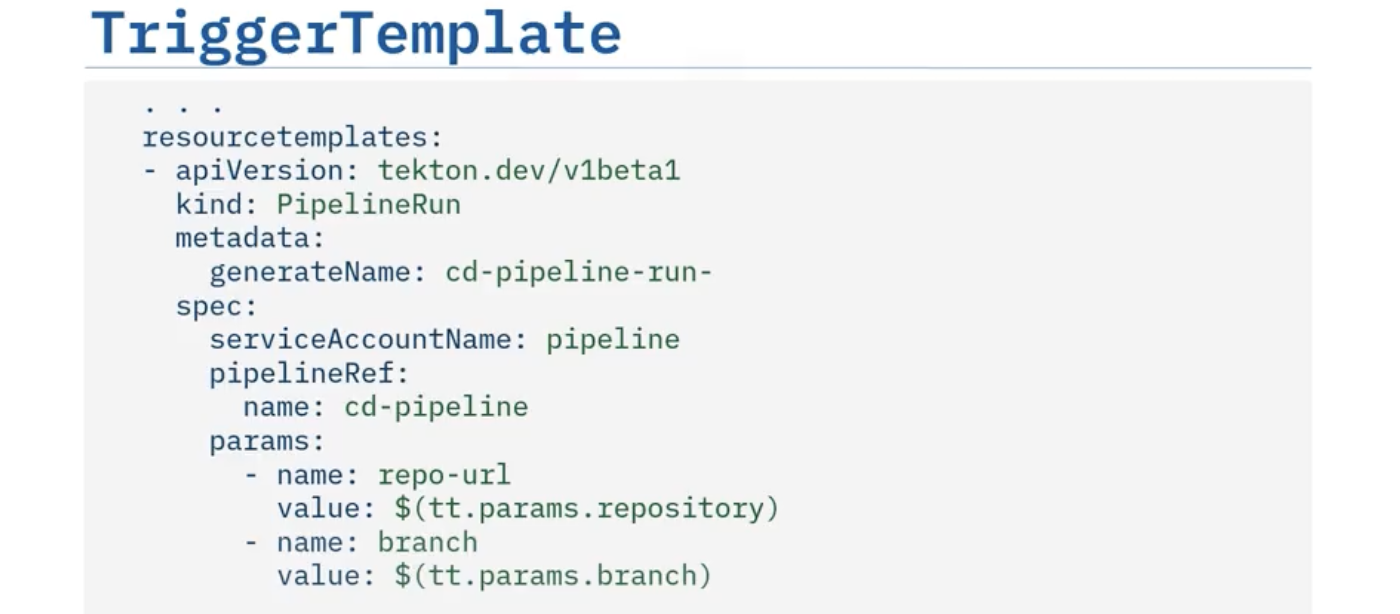 TriggerTemplate
. . .
resourcetemplates:
- apiVersion: tekton.dev/v1beta1
kind: PipelineRun
metadata:
generateName: cd-pipeline-run-
spec:
serviceAccountName: pipeline
pipelineRef:
name: cd-pipeline
params:
- name: repo-url
value: $(tt.params.repository)
- name: branch
value: $(tt.params.branch)